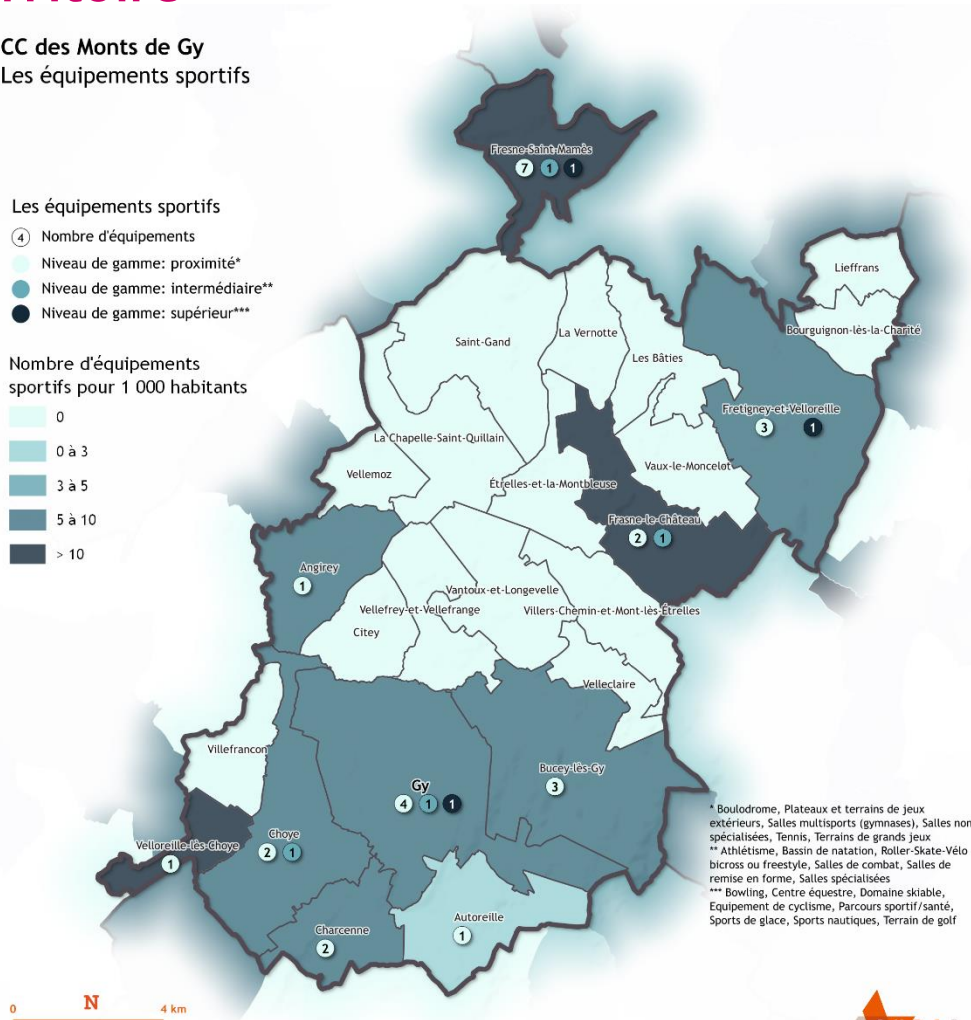 CC des Monts de Gy
Les équipements sportifs
Les équipements sportifs
4 Nombre d'équipements
Niveau de gamme: proximité*
Niveau de gamme: intermédiaire**
Niveau de gamme: supérieur***
Nombre d'équipements
sportifs pour 1 000 habitants
0
0 à 3
3 à 5
5 à 10
> 10
Fresne-Saint-Mamès
7 1 1
Lieffrans
Bourguignon-lès-la-Charité
Saint-Gand
La Vernotte
Les Bâties
Fretigney-et-Velloreille
3 1
La Chapelle-Saint-Quillain
Vellemoz
Étrelles-et-la-Montbleuse
Vaux-le-Moncelot
Frasne-le-Château
2 1
Angirey
1
Vantoux-et-Longevelle
Vellefrey-et-Vellefrange
Villers-Chemin-et-Mont-lès-Étrelles
Citey
Velleclaire
Villefrancon
Bucey-lès-Gy
3
Gy
4 1 1
Velloreille-lès-Choye
1
Choye
2 1
Charcenne
2
Autoreille
1
* Boulodrome, Plateaux et terrains de jeux
extérieurs, Salles multisports (gymnases), Salles non
spécialisées, Tennis, Terrains de grands jeux
** Athlétisme, Bassin de natation, Roller-Skate-Vélo
bicross ou freestyle, Salles de combat, Salles de
remise en forme, Salles spécialisées
*** Bowling, Centre équestre, Domaine skiable,
Equipement de cyclisme, Parcours sportif/santé,
Sports de glace, Sports nautiques, Terrain de golf
N
0 4 km